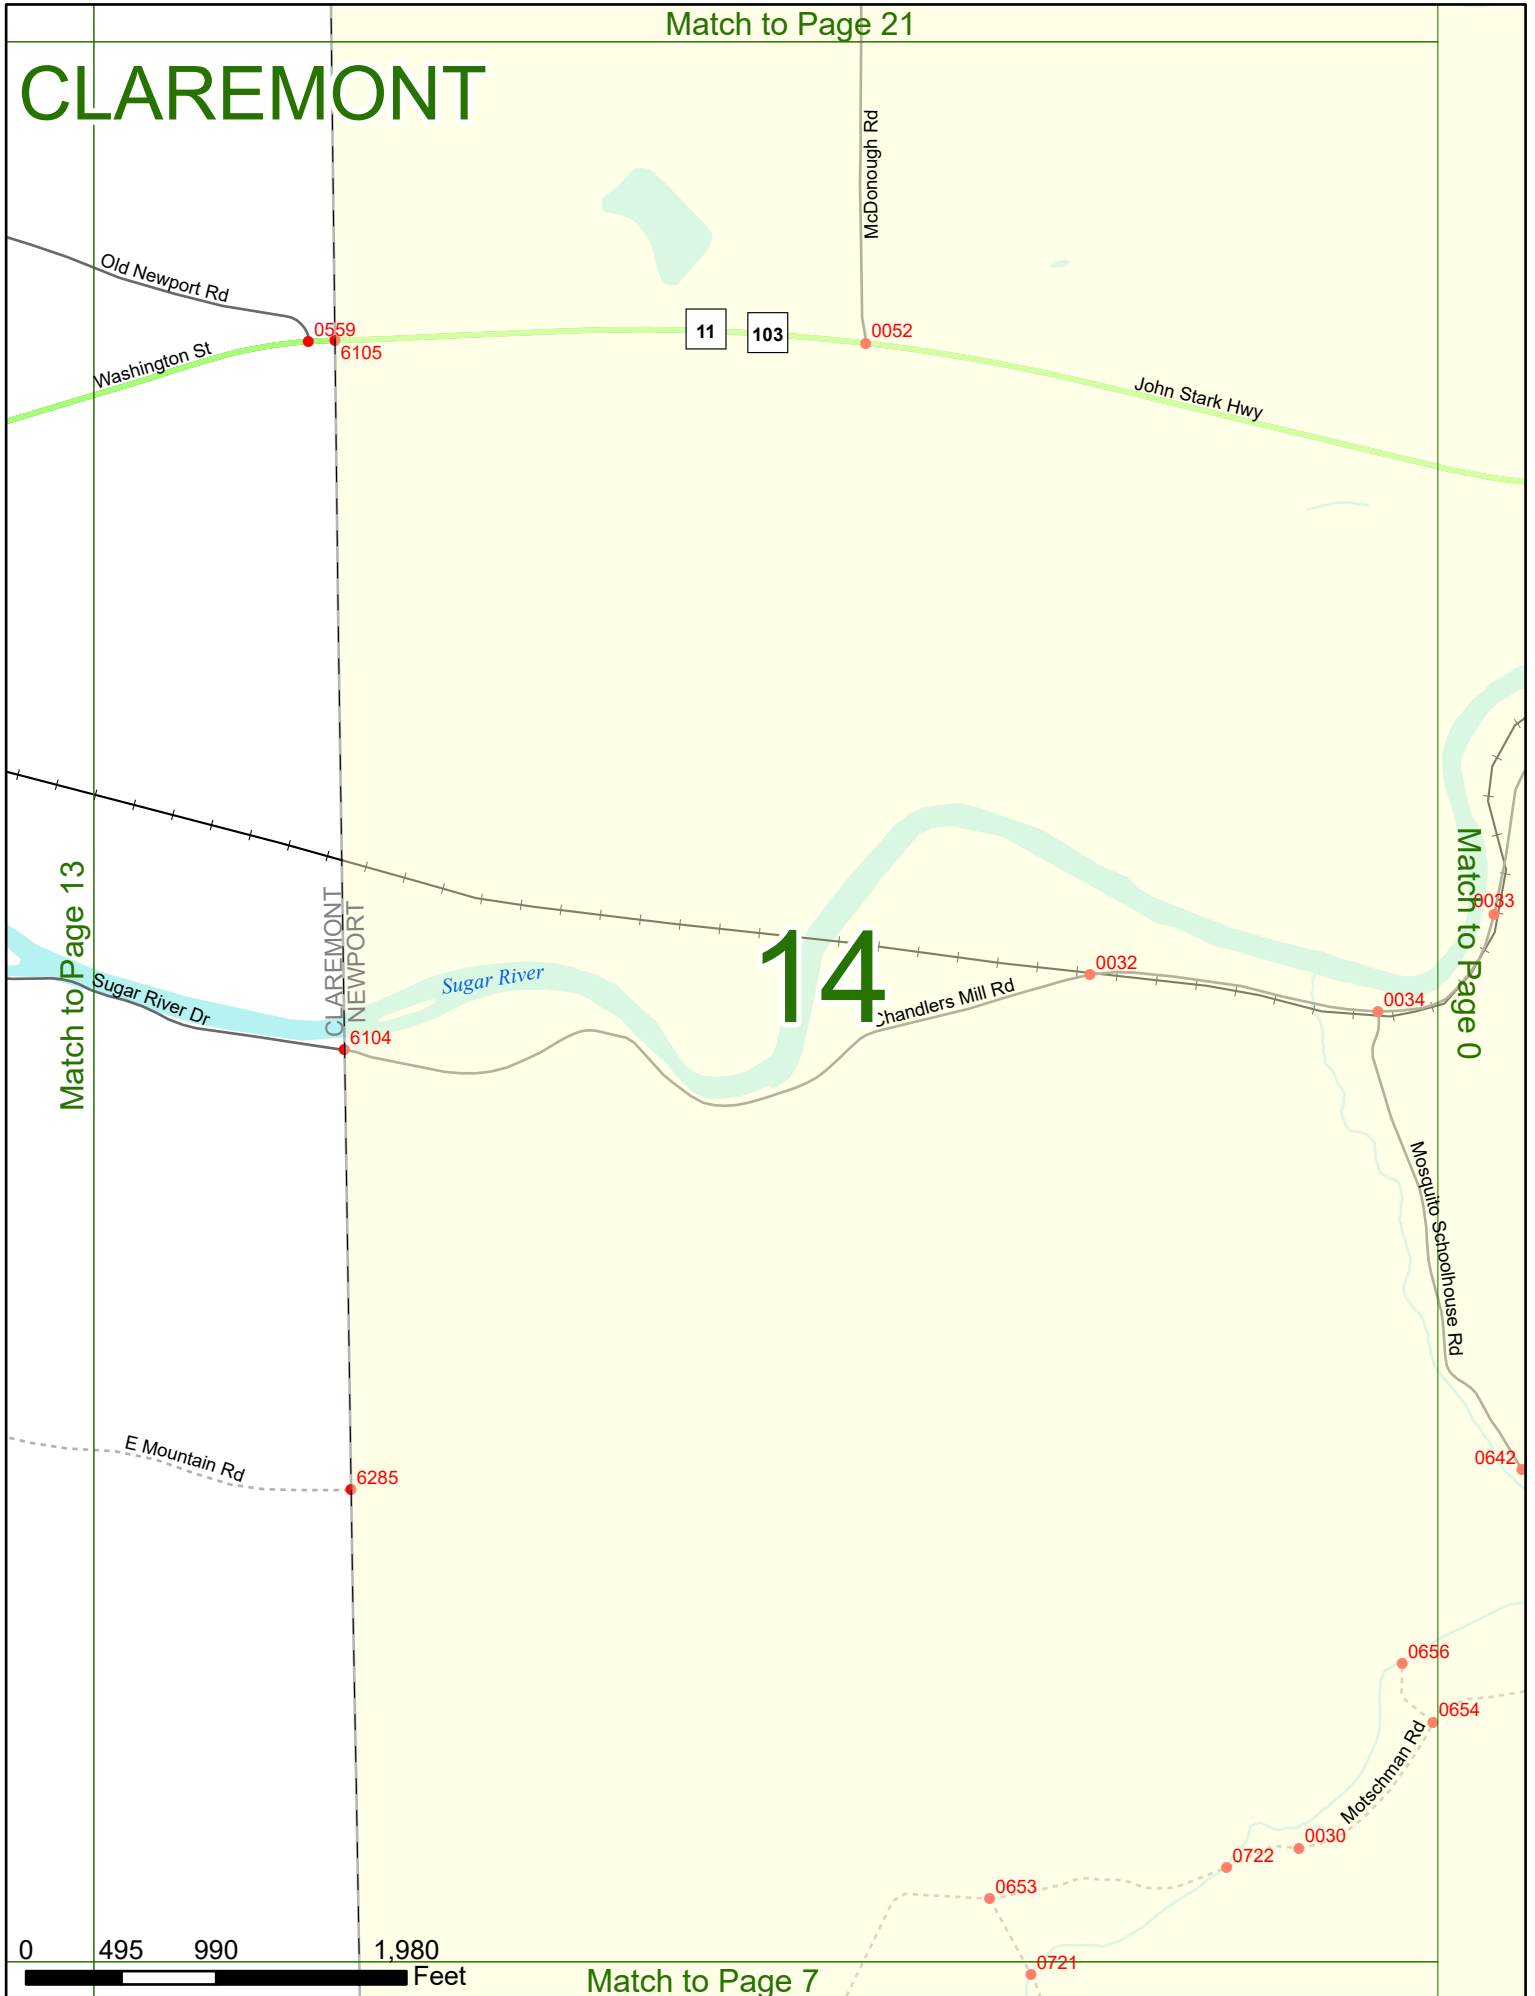 Match to Page 21
CLAREMONT
McDonough Rd
Old Newport Rd
0559
6105
11
103
0052
Washington St
John Stark Hwy
Match to Page 13
CLAREMONT
NEWPORT
Match to Page 0
0033
14
0032
Sugar River
Chandlers Mill Rd
0034
Sugar River Dr
6104
Mosquito Schoolhouse Rd
E Mountain Rd
6285
0642
0656
0654
Motschman Rd
0030
0722
0653
0721
0 495 990 1,980
Feet
Match to Page 7